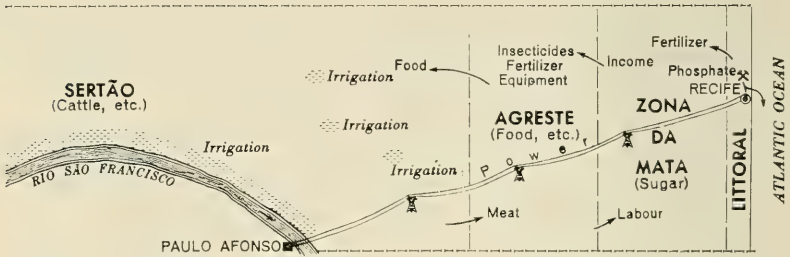 SERTÃO
(Cattle, etc.)
Irrigation
RIO SÃO FRANCISCO
PAULO AFONSO
Irrigation
Irrigation
Irrigation
Food
Meat
Power
Insecticides
Fertilizer
Equipment
AGRESTE
(Food, etc.)
Income
Labour
ZONA
DA
MATA
(Sugar)
Fertilizer
Phosphate
RECIFE
LITTORAL
ATLANTIC OCEAN